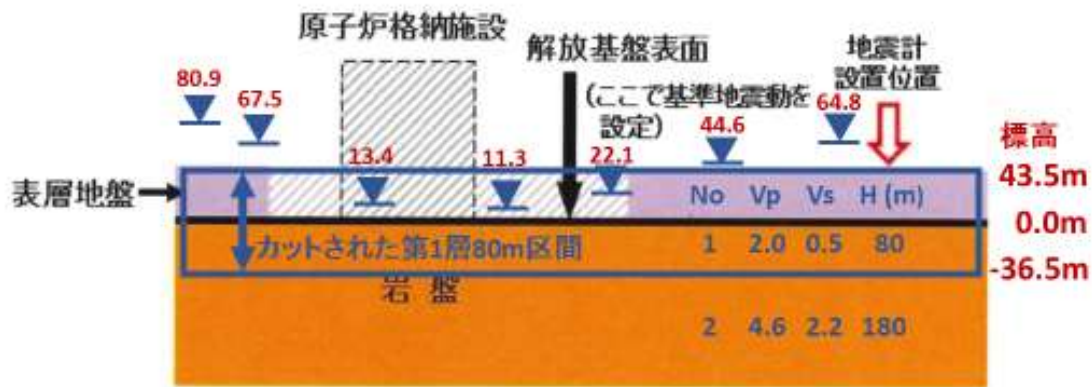 原子炉格納施設
解放基盤表面
(ここで基準地震動を
設定)
地震計
設置位置
80.9
67.5
13.4
11.3
22.1
44.6
64.8
標高
43.5m
0.0m
-36.5m
表層地盤
No Vp Vs H (m)
カットされた第1層80m区間
1 2.0 0.5 80
岩盤
2 4.6 2.2 180